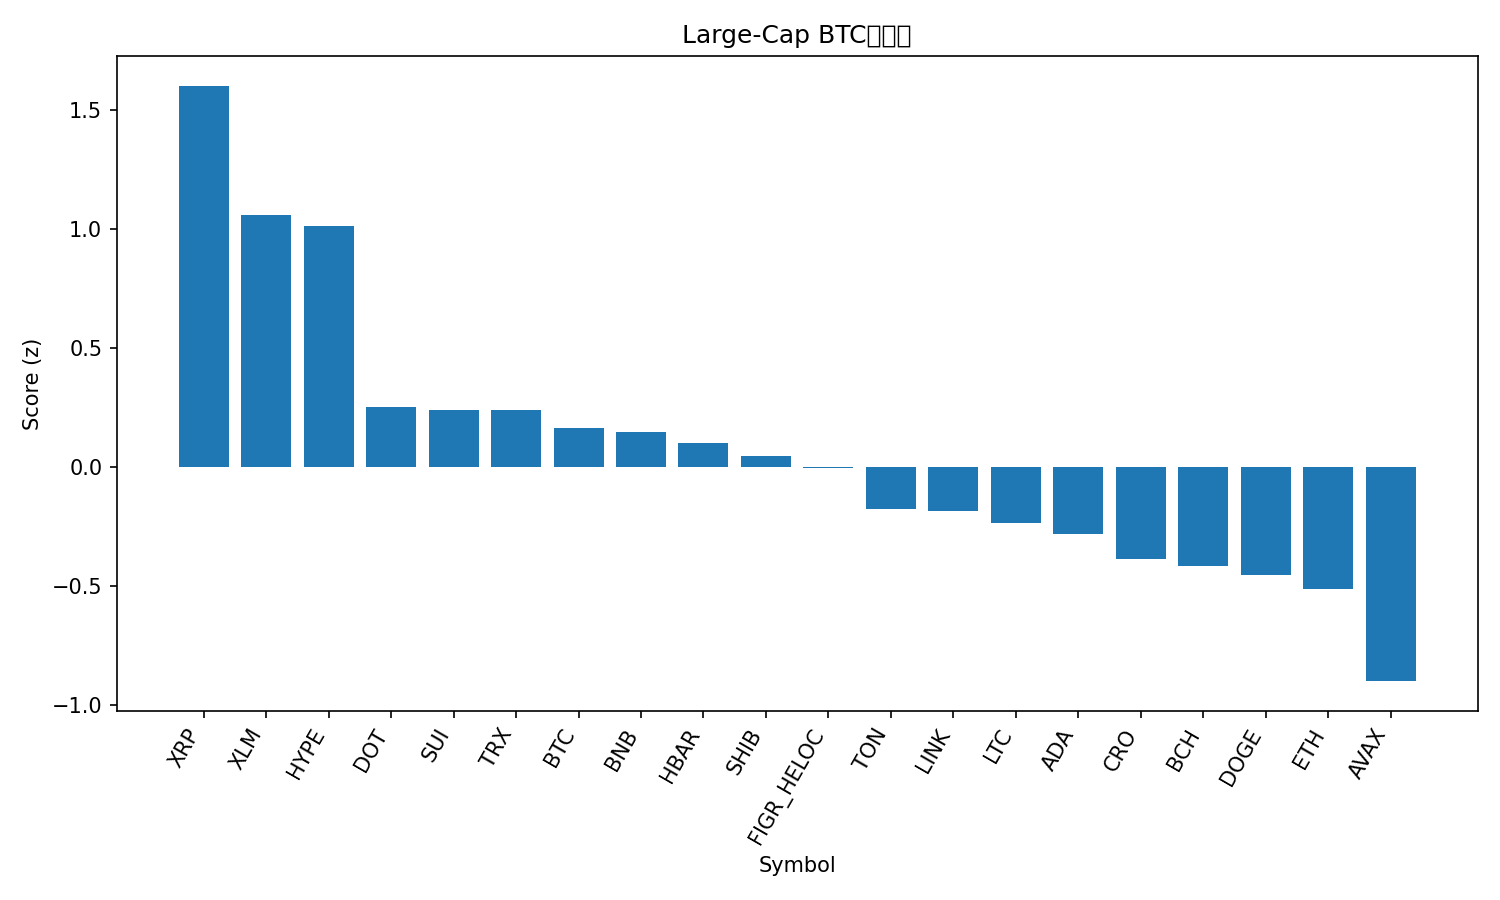 Large-Cap BTC
Score (z)
1.5
1.0
0.5
0.0
−0.5
−1.0
XRP
XLM
HYPE
DOT
SUI
TRX
BTC
BNB
HBAR
SHIB
FIGR_HELOC
TON
LINK
LTC
ADA
CRO
BCH
DOGE
ETH
AVAX
Symbol